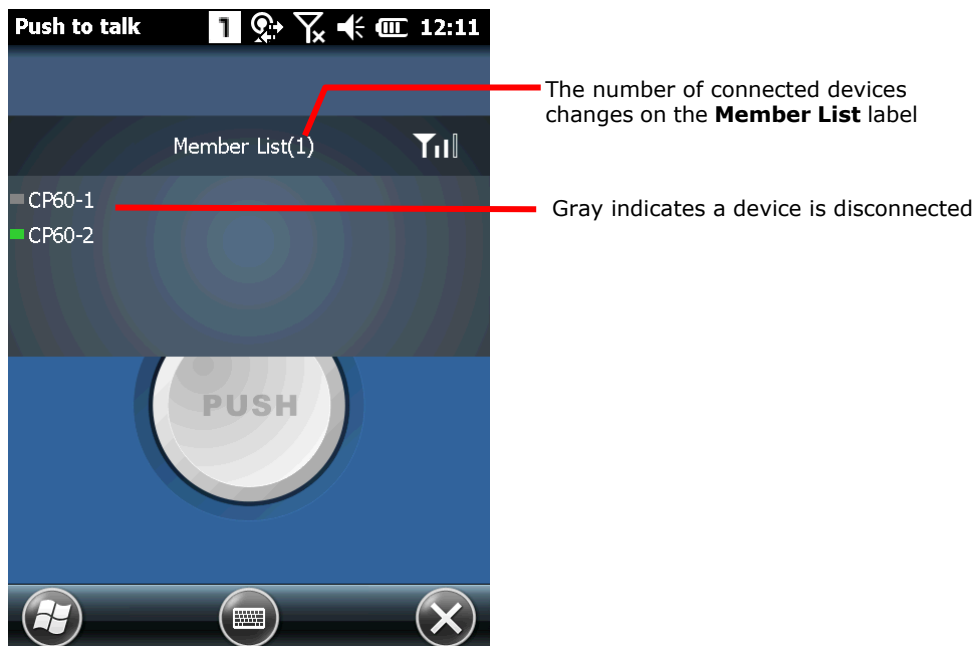 Push to talk 1 12:11
The number of connected devices
changes on the Member List label
Member List(1)
CP60-1
Gray indicates a device is disconnected
CP60-2
PUSH